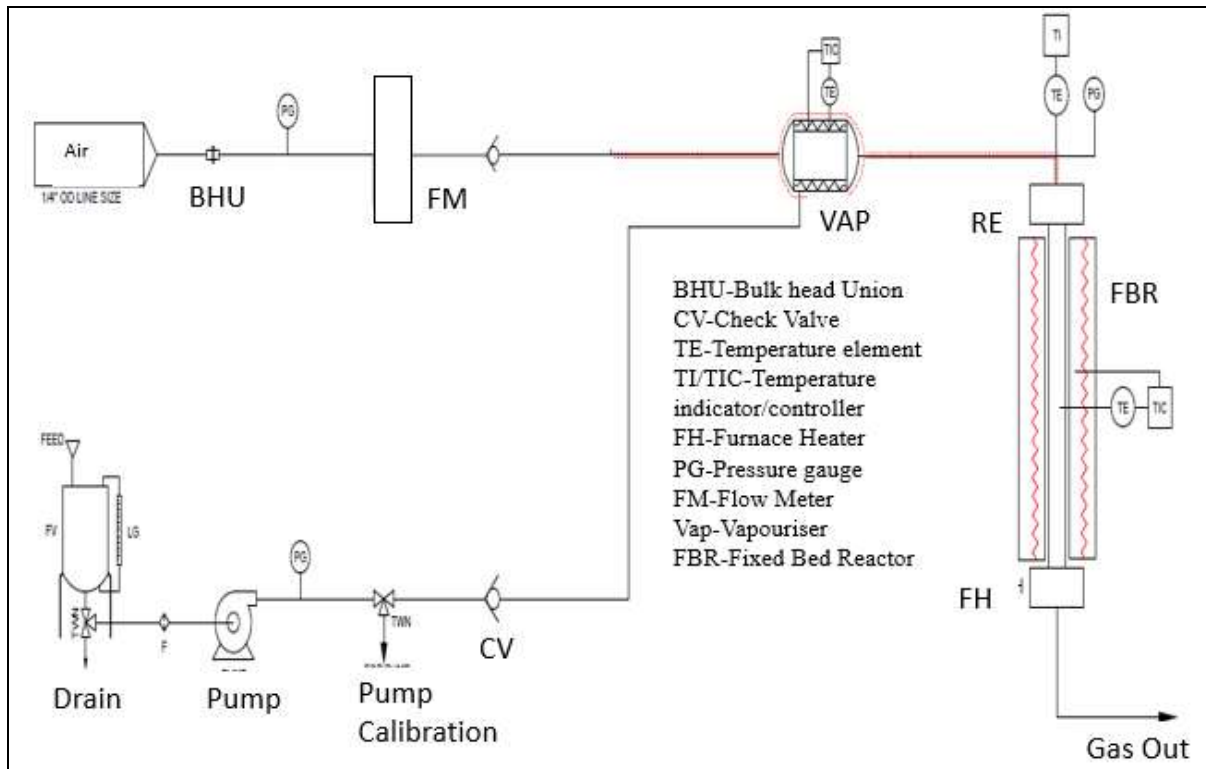 TI
TIC
TE
TE
PG
PG
Air
1/4" OD LINE SIZE
BHU
FM
VAP
RE
BHU-Bulk head Union
CV-Check Valve
TE-Temperature element
TI/TIC-Temperature
indicator/controller
FH-Furnace Heater
PG-Pressure gauge
FM-Flow Meter
Vap-Vapouriser
FBR-Fixed Bed Reactor
FBR
TE
TIC
FEED
FV
LG
PG
TWN
F
TWN
CV
FH
Drain
Pump
Pump
Calibration
Gas Out